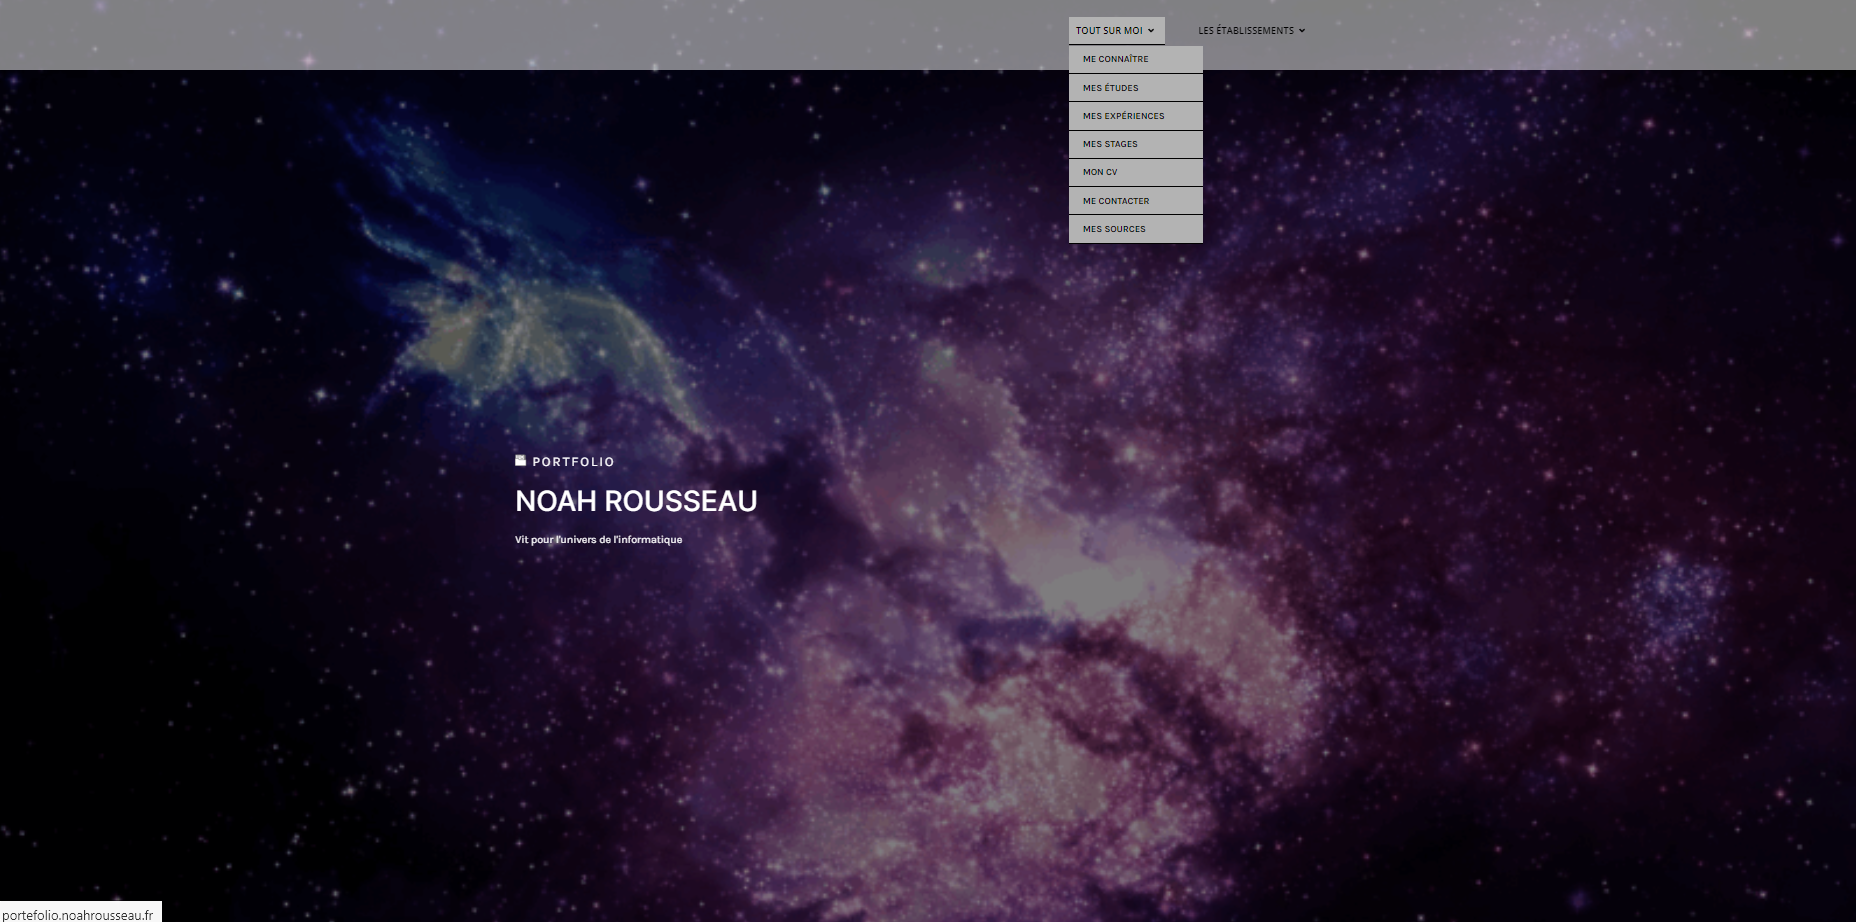 TOUT SUR MOI
LES ÉTABLISSEMENTS
ME CONNAÎTRE
MES ÉTUDES
MES EXPÉRIENCES
MES STAGES
MON CV
ME CONTACTER
MES SOURCES
PORTFOLIO
NOAH ROUSSEAU
Vit pour l'univers de l'informatique
portefolio.noahrousseau.fr